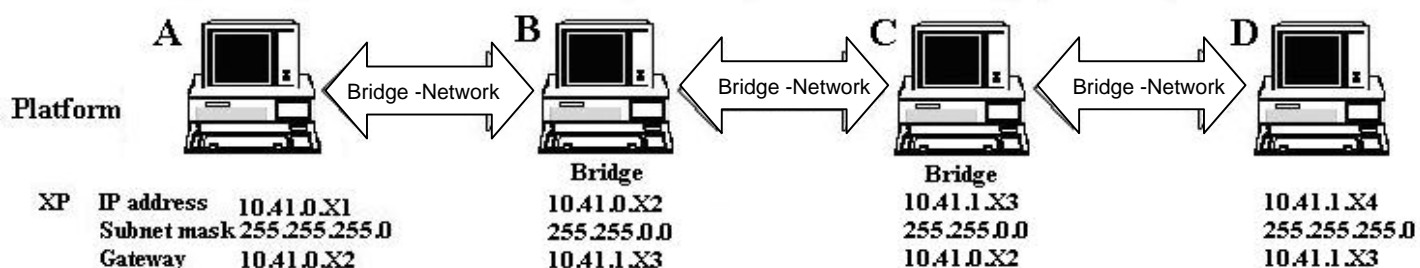 A B C D
Bridge -Network Bridge -Network Bridge -Network
Platform
Bridge Bridge
XP IP address 10.41.0.X1 10.41.0.X2 10.41.1.X3 10.41.1.X4
Subnet mask 255.255.255.0 255.255.0.0 255.255.0.0 255.255.255.0
Gateway 10.41.0.X2 10.41.1.X3 10.41.0.X2 10.41.1.X3